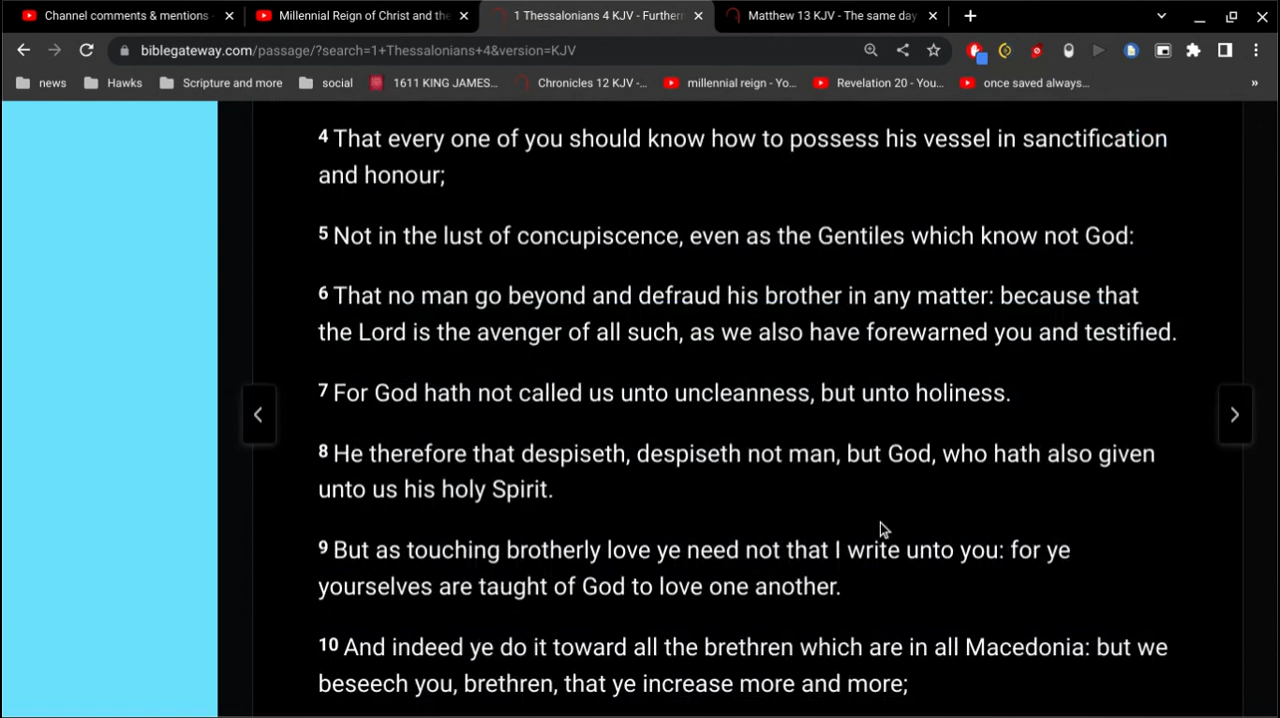 Channel comments & mentions
Millennial Reign of Christ and the
1 Thessalonians 4 KJV - Furtherm
Matthew 13 KJV - The same day
biblegateway.com/passage/?search=1+Thessalonians+4&version=KJV
news
Hawks
Scripture and more
social
1611 KING JAMES...
Chronicles 12 KJV -...
millennial reign - Yo...
Revelation 20 - You...
once saved always...
»
4 That every one of you should know how to possess his vessel in sanctification
and honour;
5 Not in the lust of concupiscence, even as the Gentiles which know not God:
6 That no man go beyond and defraud his brother in any matter: because that
the Lord is the avenger of all such, as we also have forewarned you and testified.
7 For God hath not called us unto uncleanness, but unto holiness.
8 He therefore that despiseth, despiseth not man, but God, who hath also given
unto us his holy Spirit.
9 But as touching brotherly love ye need not that I write unto you: for ye
yourselves are taught of God to love one another.
10 And indeed ye do it toward all the brethren which are in all Macedonia: but we
beseech you, brethren, that ye increase more and more;